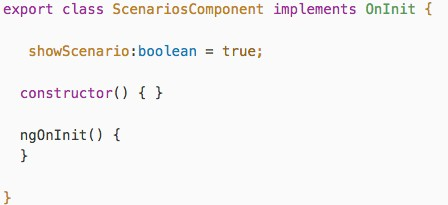 export class ScenariosComponent implements OnInit {
showScenario:boolean = true;
constructor() { }
ngOnInit() {
}
}